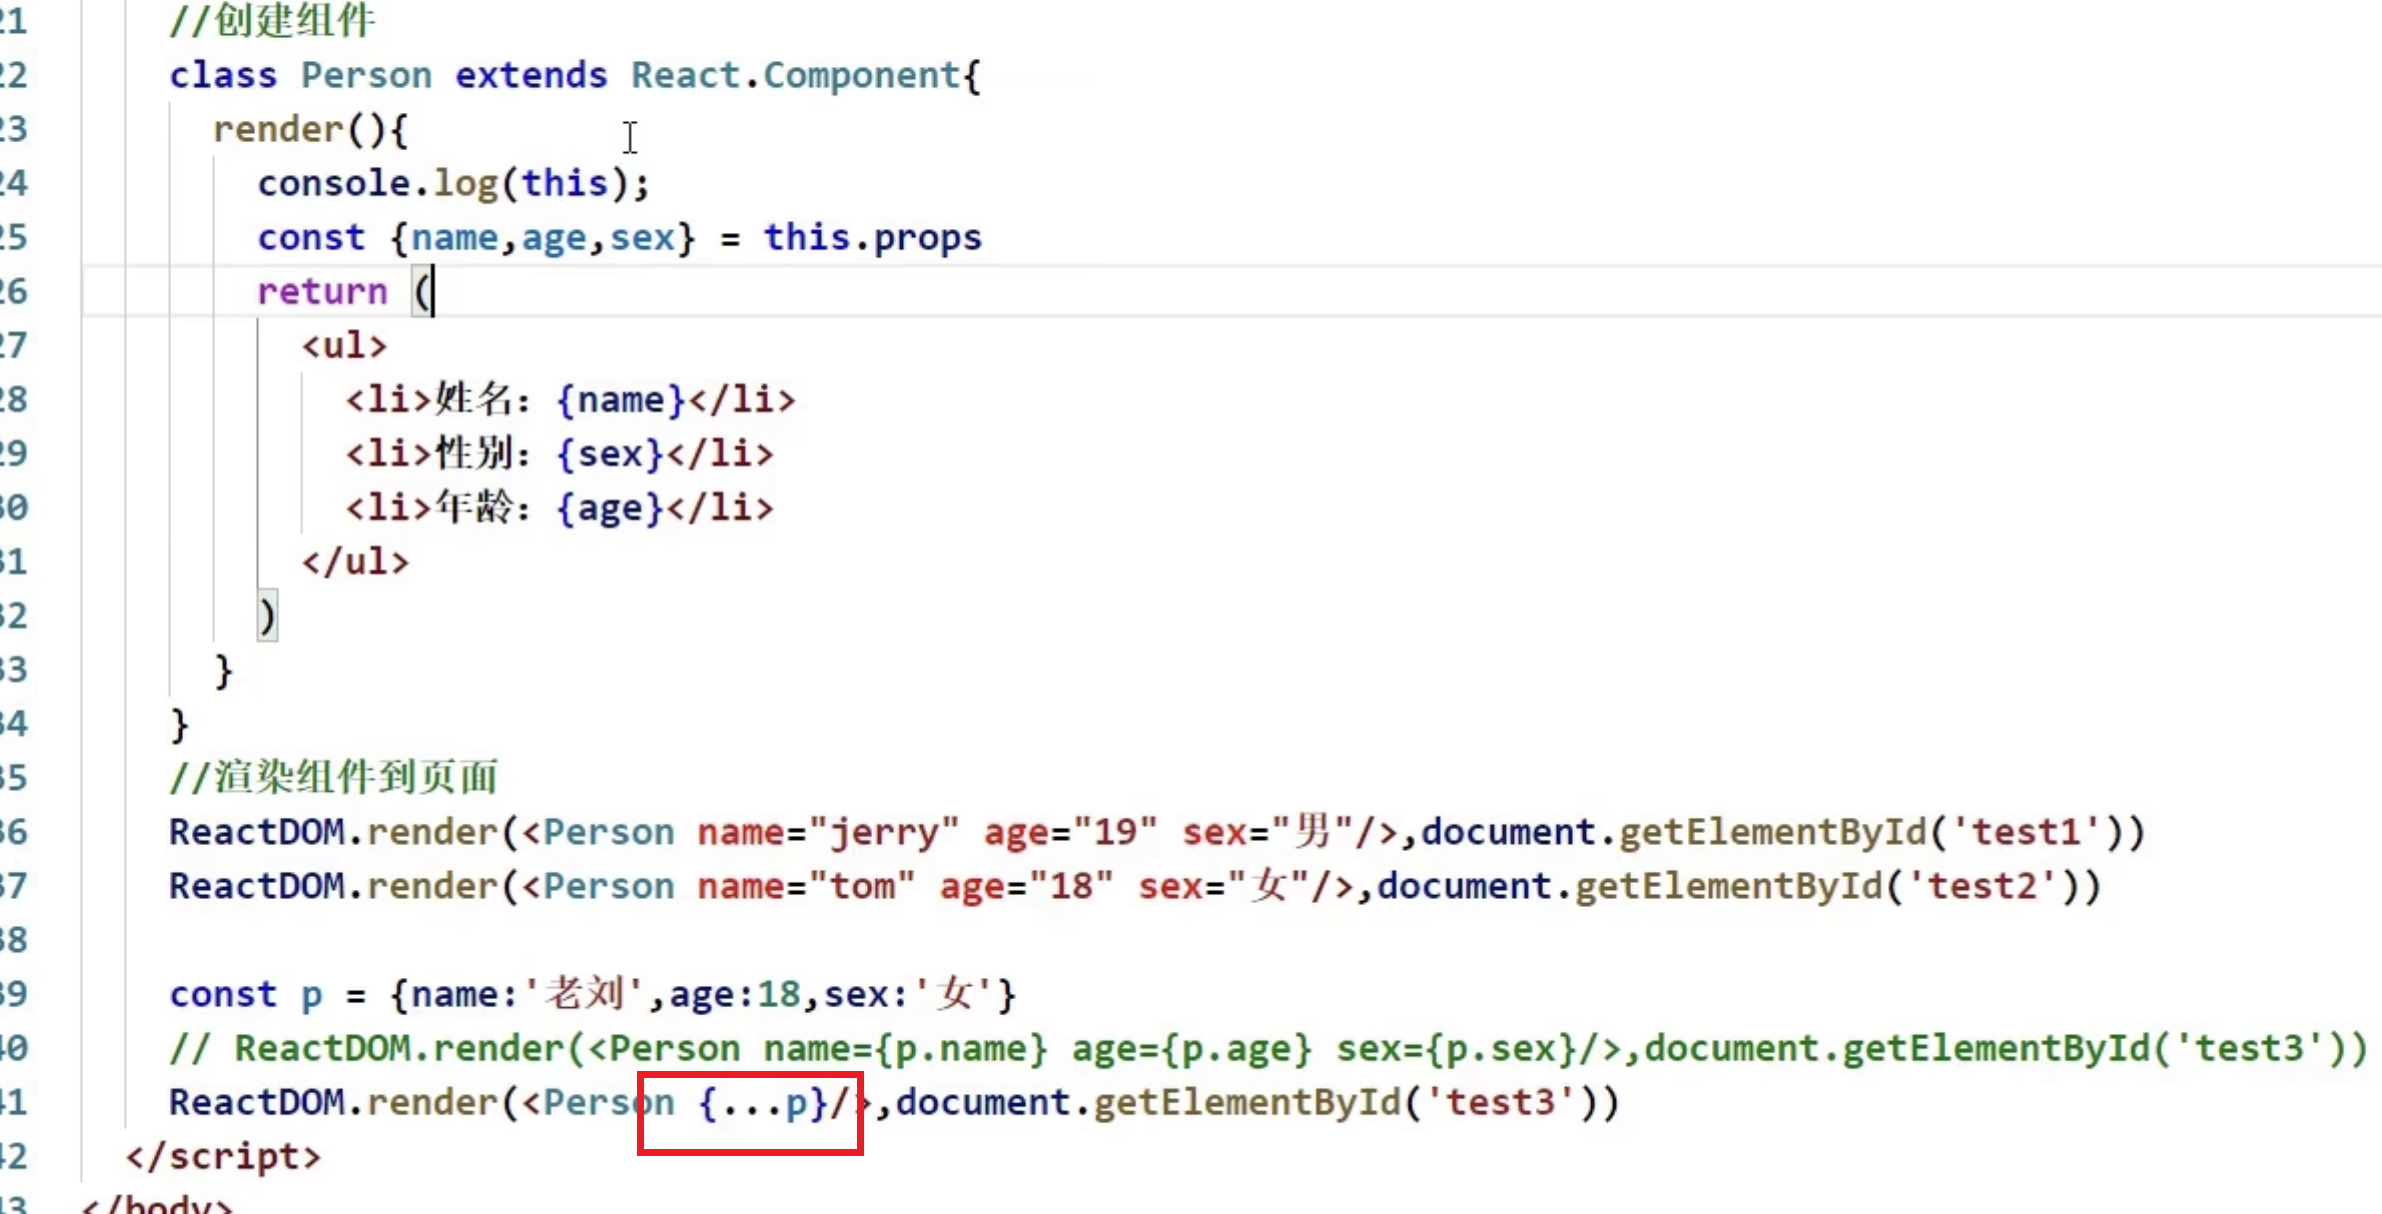 21 //创建组件
22 class Person extends React.Component{
23 render(){
24 console.log(this);
25 const {name,age,sex} = this.props
26 return (
27 <ul>
28 <li>姓名：{name}</li>
29 <li>性别：{sex}</li>
30 <li>年龄：{age}</li>
31 </ul>
32 )
33 }
34 }
35 //渲染组件到页面
36 ReactDOM.render(<Person name="jerry" age="19" sex="男"/>,document.getElementById('test1'))
37 ReactDOM.render(<Person name="tom" age="18" sex="女"/>,document.getElementById('test2'))
38
39 const p = {name:'老刘',age:18,sex:'女'}
40 // ReactDOM.render(<Person name={p.name} age={p.age} sex={p.sex}/>,document.getElementById('test3'))
41 ReactDOM.render(<Person {...p}/>,document.getElementById('test3'))
42 </script>
43 </body>